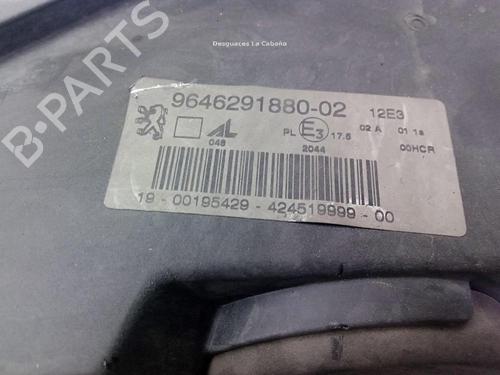 Desguaces La Cabaña
9646291880-02 12E3
AL PL E3 17.5 02 A 01 1a
048 2044 00HCR
19 - 00195429 - 424519999 - 00
B-PARTS